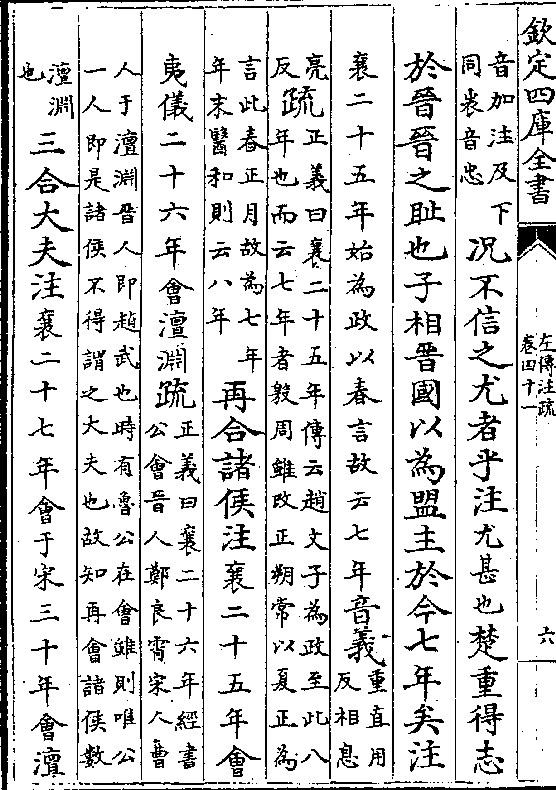 欽定四庫全書
左傳注疏
卷四十一
六
音加注及下
同裳音忠
況不信之尤者乎注尤甚也楚重得志
於晉晉之耻也子相晉國以為盟主於今七年矣注
襄二十五年始為政以春言故云七年音義重直用
反相息
亮
反疏正義曰襄二十五年傳云趙文子為政至此八
年也而云七年者殷周雖改正朔常以夏正為
言此春正月故為七年
年末醫和則云八年
再合諸侯注襄二十五年會
夷儀二十六年會澶淵疏正義曰襄二十六年經書
公會晉人鄭良霄宋人曹
人于澶淵晉人即趙武也時有魯公在會雖則唯公
一人即是諸侯不得謂之大夫也故知再會諸侯數
澶淵
也
三合大夫注襄二十七年會于宋三十年會澶